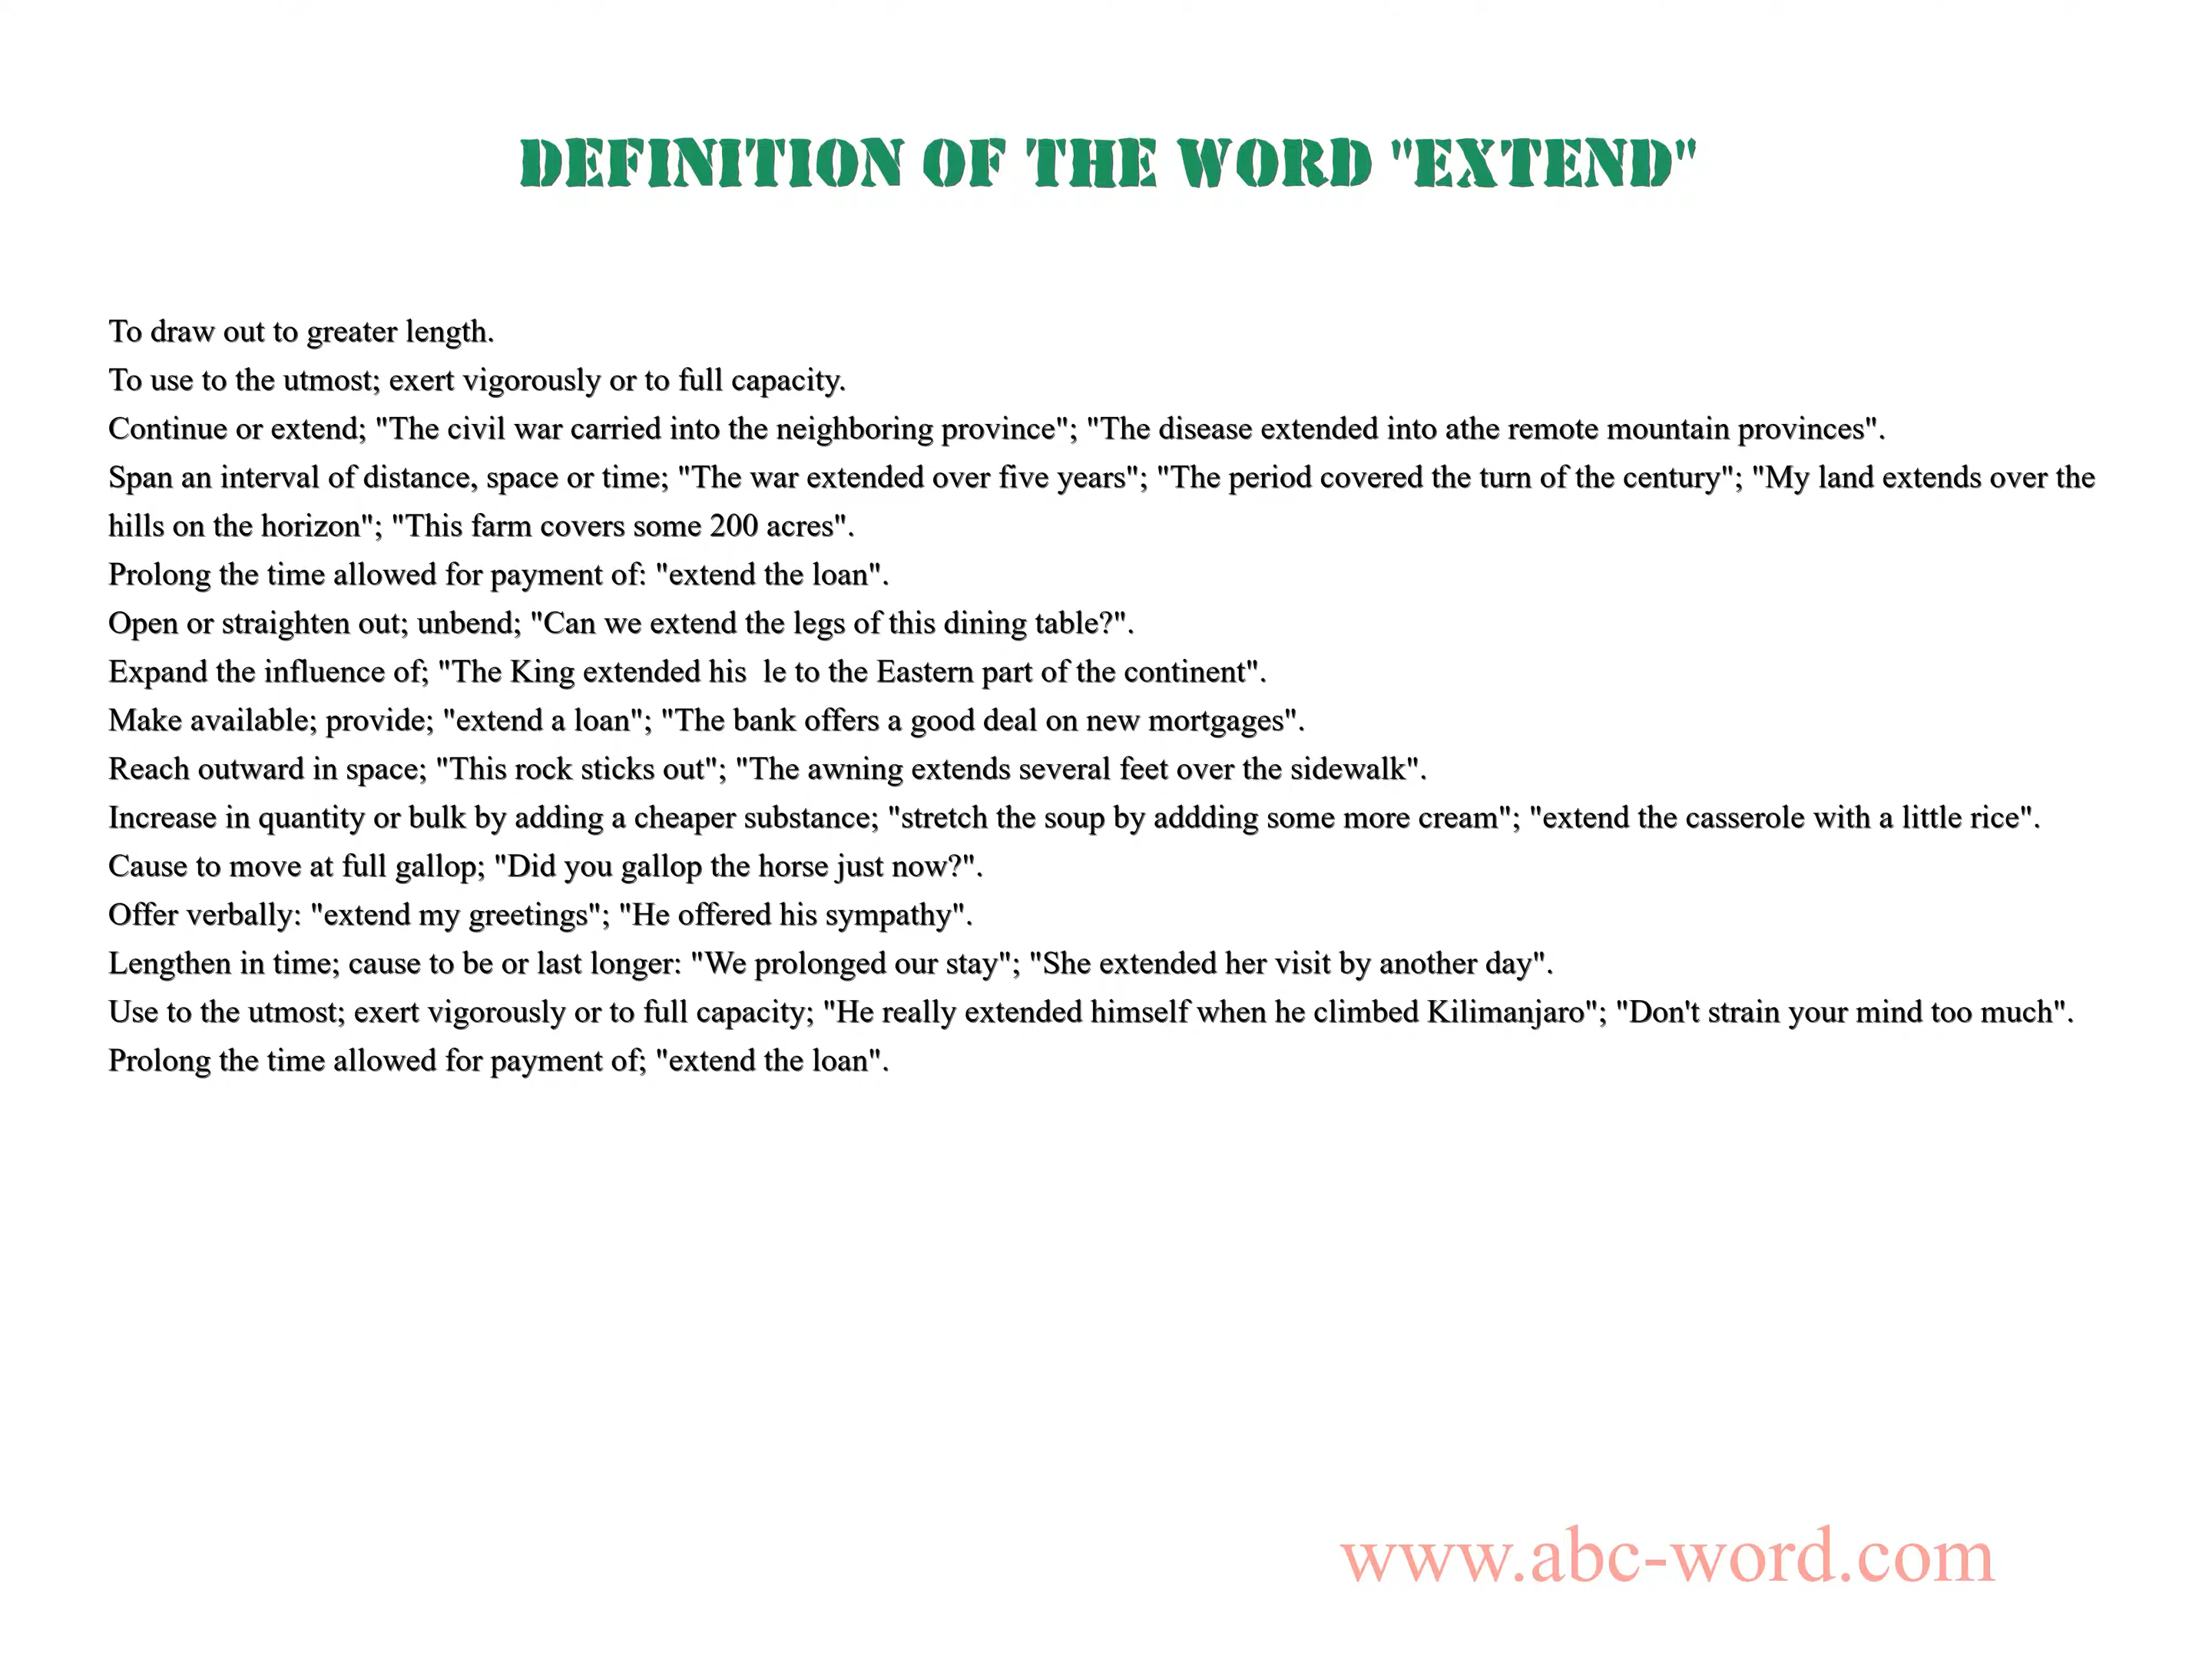 DEFINITION OF THE WORD "EXTEND"
To draw out to greater length.
To use to the utmost; exert vigorously or to full capacity.
Continue or extend; "The civil war carried into the neighboring province"; "The disease extended into athe remote mountain provinces".
Span an interval of distance, space or time; "The war extended over five years"; "The period covered the turn of the century"; "My land extends over the
hills on the horizon"; "This farm covers some 200 acres".
Prolong the time allowed for payment of: "extend the loan".
Open or straighten out; unbend; "Can we extend the legs of this dining table?".
Expand the influence of; "The King extended his  le to the Eastern part of the continent".
Make available; provide; "extend a loan"; "The bank offers a good deal on new mortgages".
Reach outward in space; "This rock sticks out"; "The awning extends several feet over the sidewalk".
Increase in quantity or bulk by adding a cheaper substance; "stretch the soup by addding some more cream"; "extend the casserole with a little rice".
Cause to move at full gallop; "Did you gallop the horse just now?".
Offer verbally: "extend my greetings"; "He offered his sympathy".
Lengthen in time; cause to be or last longer: "We prolonged our stay"; "She extended her visit by another day".
Use to the utmost; exert vigorously or to full capacity; "He really extended himself when he climbed Kilimanjaro"; "Don't strain your mind too much".
Prolong the time allowed for payment of; "extend the loan".
www.abc-word.com